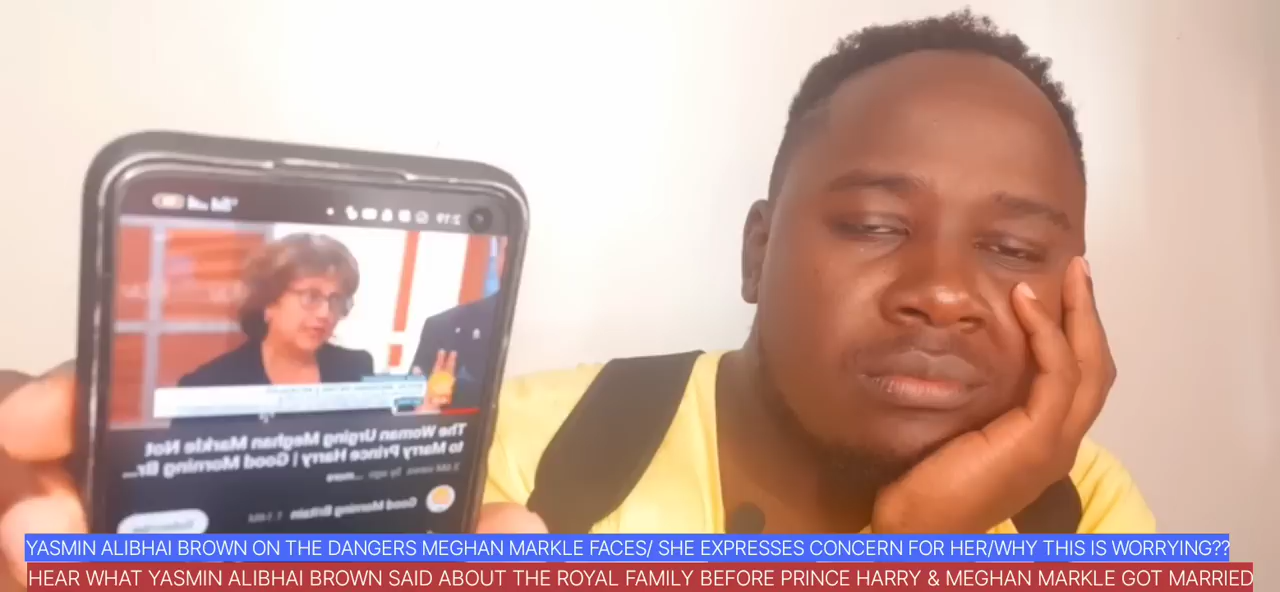 The Woman Urging Meghan Markle Not
to Marry Prince Harry | Good Morning Br...
...more
Good Morning Britain
YASMIN ALIBHAI BROWN ON THE DANGERS MEGHAN MARKLE FACES/ SHE EXPRESSES CONCERN FOR HER/WHY THIS IS WORRYING??
HEAR WHAT YASMIN ALIBHAI BROWN SAID ABOUT THE ROYAL FAMILY BEFORE PRINCE HARRY & MEGHAN MARKLE GOT MARRIED